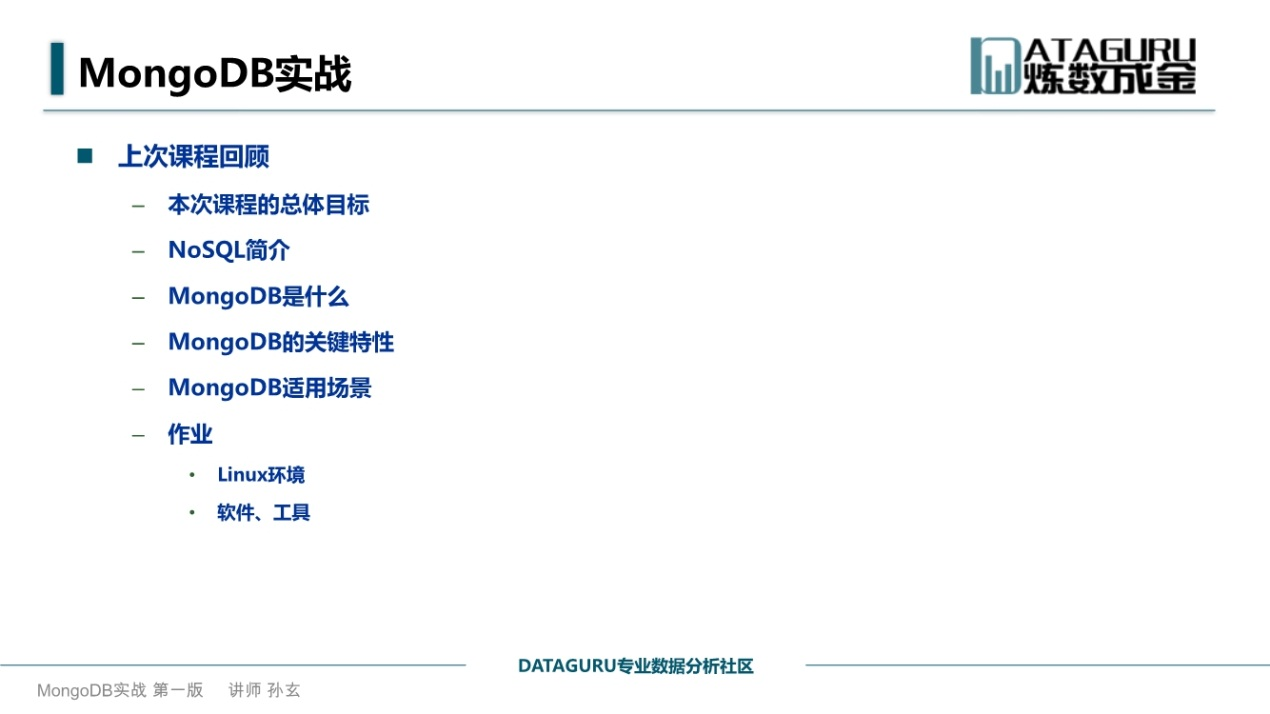 MongoDB实战
DATAGURU
炼数成金
■ 上次课程回顾
– 本次课程的总体目标
– NoSQL简介
– MongoDB是什么
– MongoDB的关键特性
– MongoDB适用场景
– 作业
• Linux环境
• 软件、工具
DATAGURU专业数据分析社区
MongoDB实战 第一版 讲师 孙玄